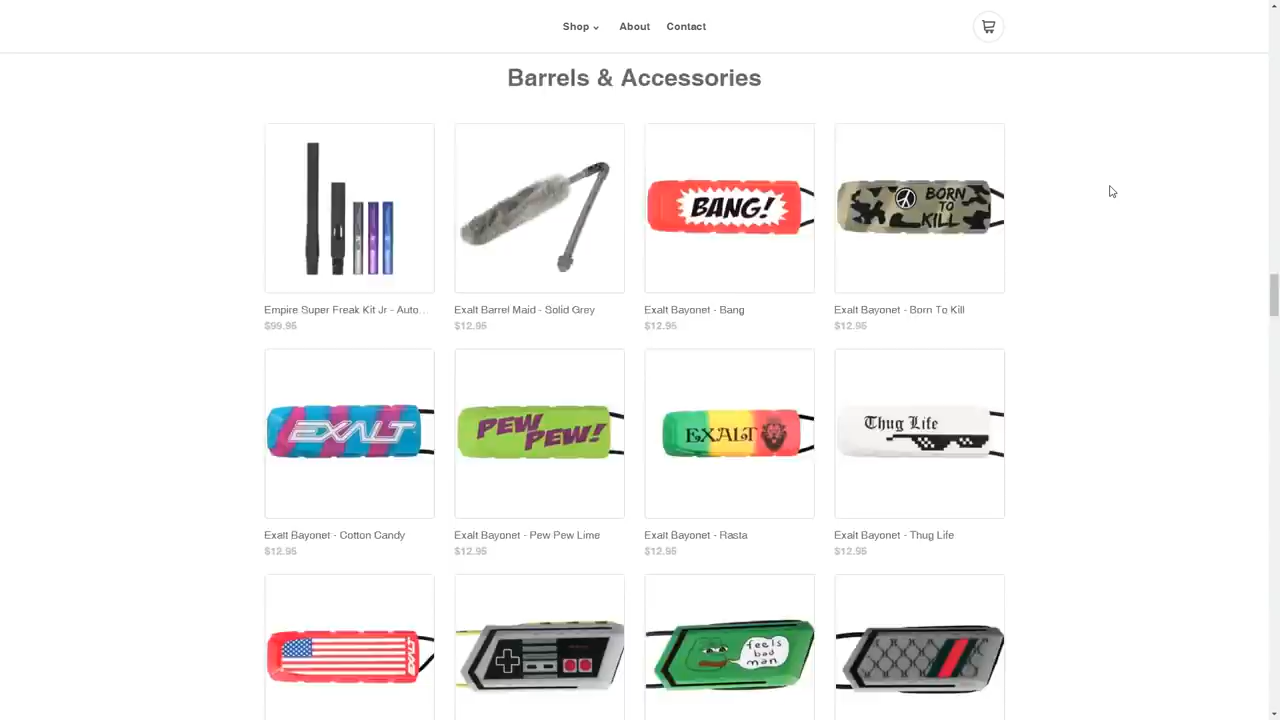 Shop About Contact
Barrels & Accessories
BANG!
BORN
TO
KILL
Empire Super Freak Kit Jr - Auto...
$99.95
Exalt Barrel Maid - Solid Grey
$12.95
Exalt Bayonet - Bang
$12.95
Exalt Bayonet - Born To Kill
$12.95
EXALT
PEW
PEW!
EXALT
Thug Life
Exalt Bayonet - Cotton Candy
$12.95
Exalt Bayonet - Pew Pew Lime
$12.95
Exalt Bayonet - Rasta
$12.95
Exalt Bayonet - Thug Life
$12.95
EXALT
feels
bad
man